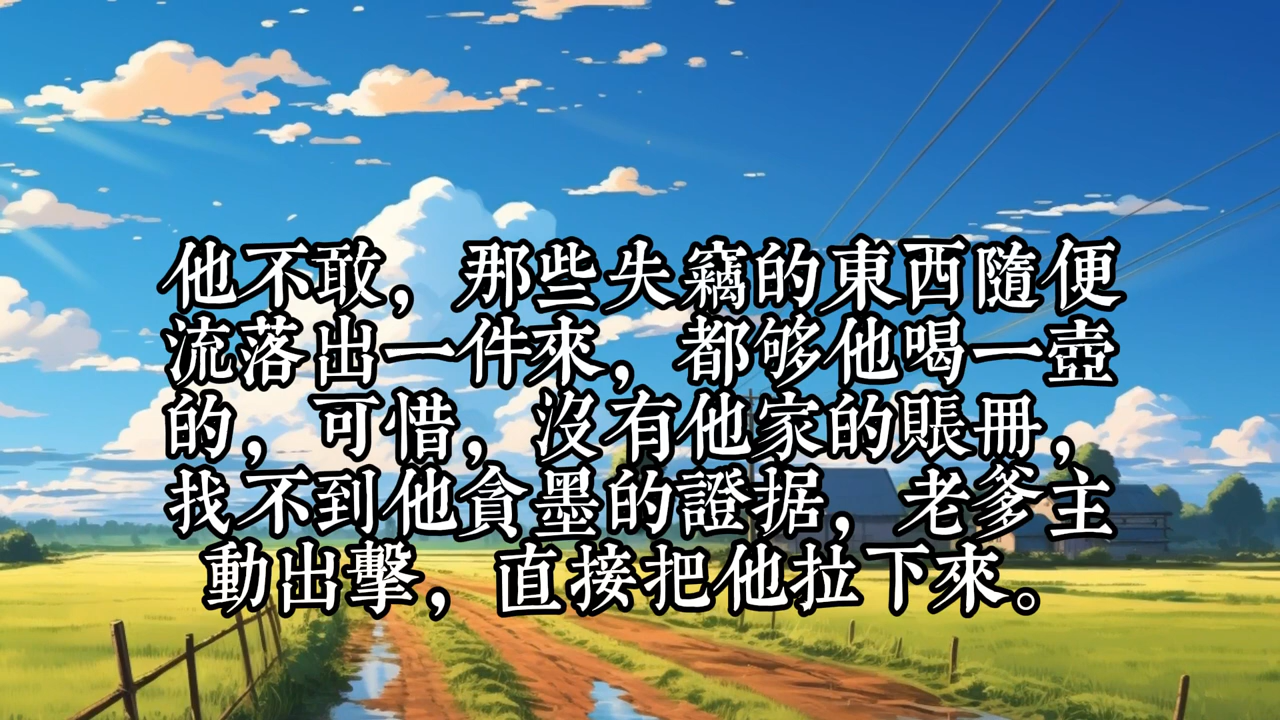 他不敢，那些失竊的東西隨便
流落出一件來，都够他喝一壺
的，可惜，沒有他家的賬冊，
找不到他貪墨的證据，老爹主
動出擊，直接把他拉下來。